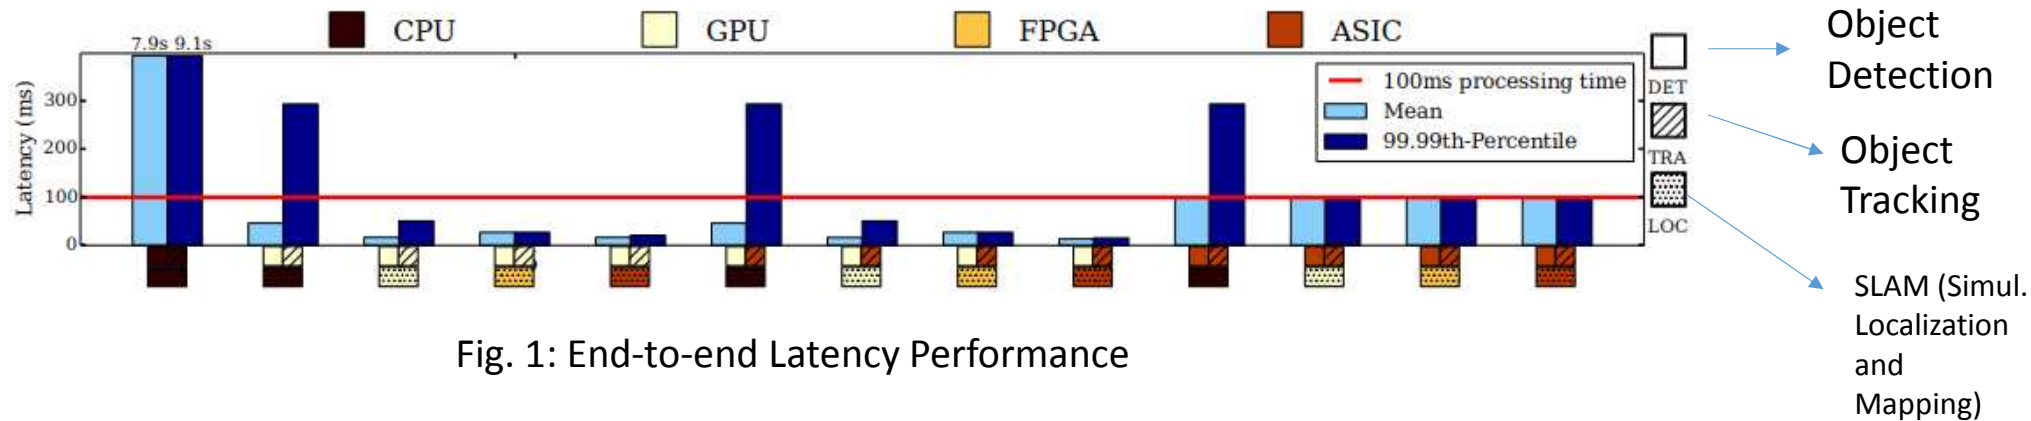 CPU GPU FPGA ASIC
7.9s 9.1s
Latency (ms)
300
200
100
0
100ms processing time
Mean
99.99th-Percentile
DET
TRA
LOC
Object
Detection
Object
Tracking
SLAM (Simul.
Localization
and
Mapping)
Fig. 1: End-to-end Latency Performance